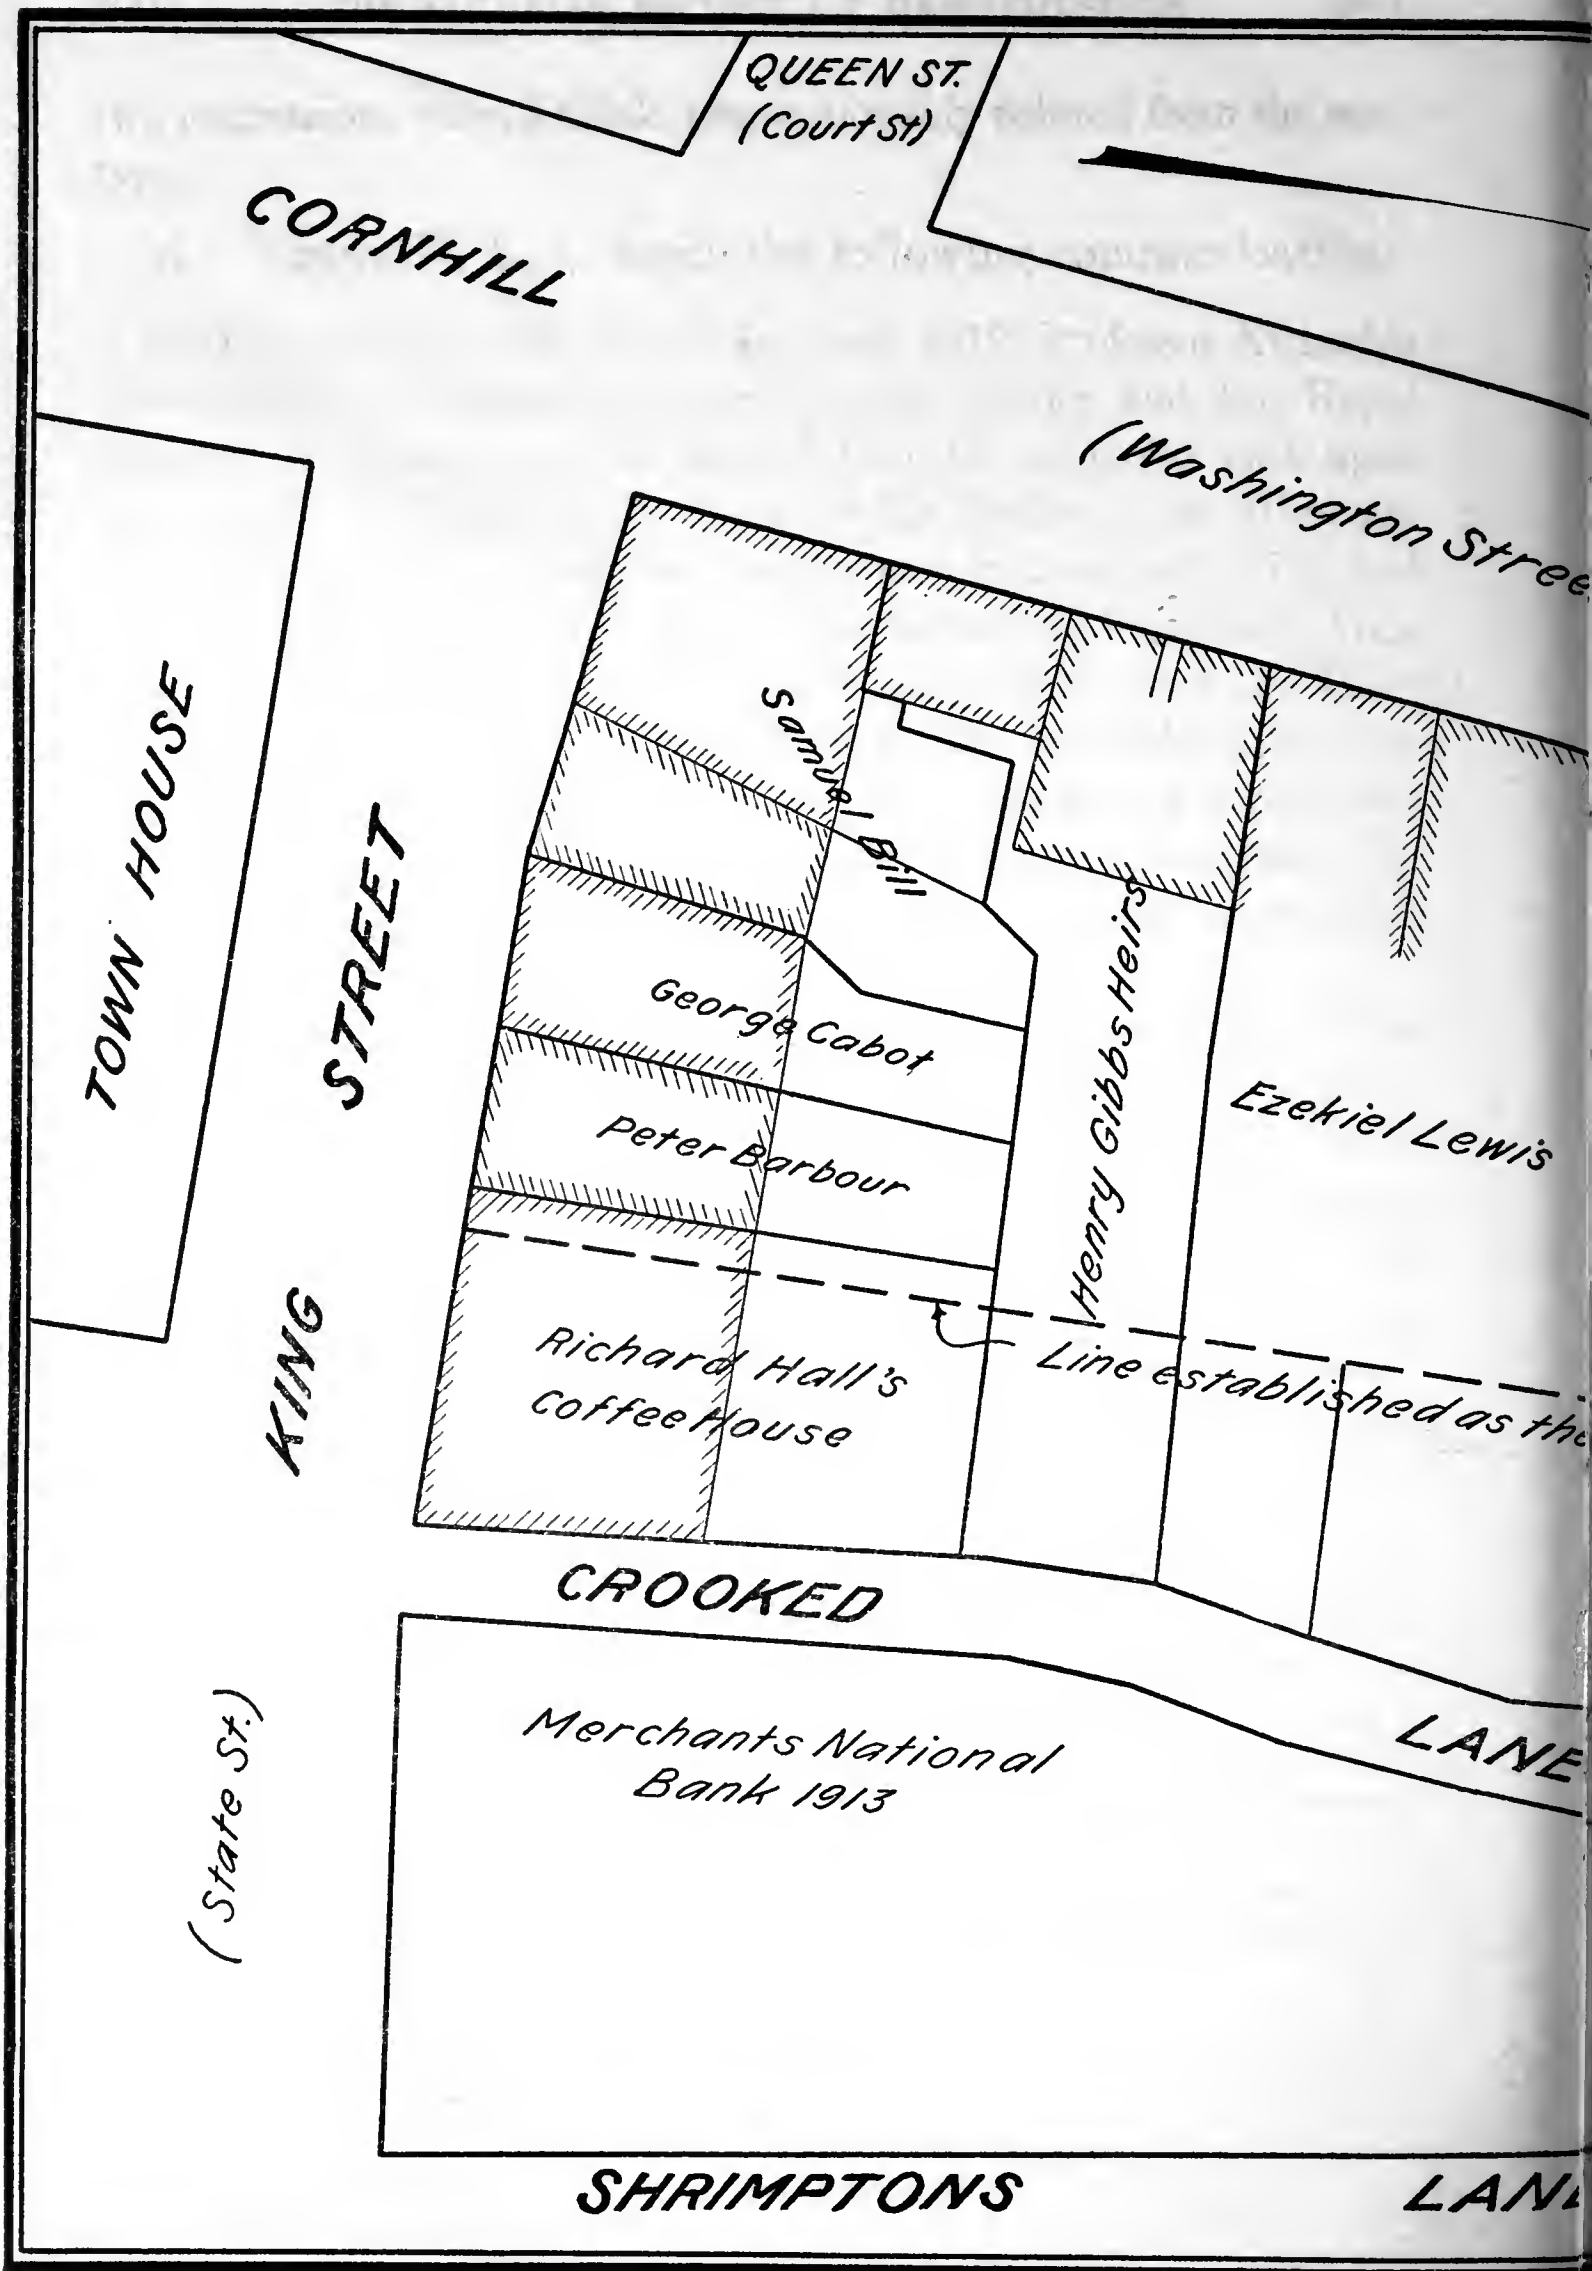 QUEEN ST.
(Court St)
CORNHILL
(Washington Stree
TOWN HOUSE
KING STREET
(State St.)
Samuel Bill
George Cabot
Peter Barbour
Richard Hall's
Coffee House
Henry Gibbs Heirs
Ezekiel Lewis
Line established as the
CROOKED LANE
Merchants National
Bank 1913
SHRIMPTONS LANE